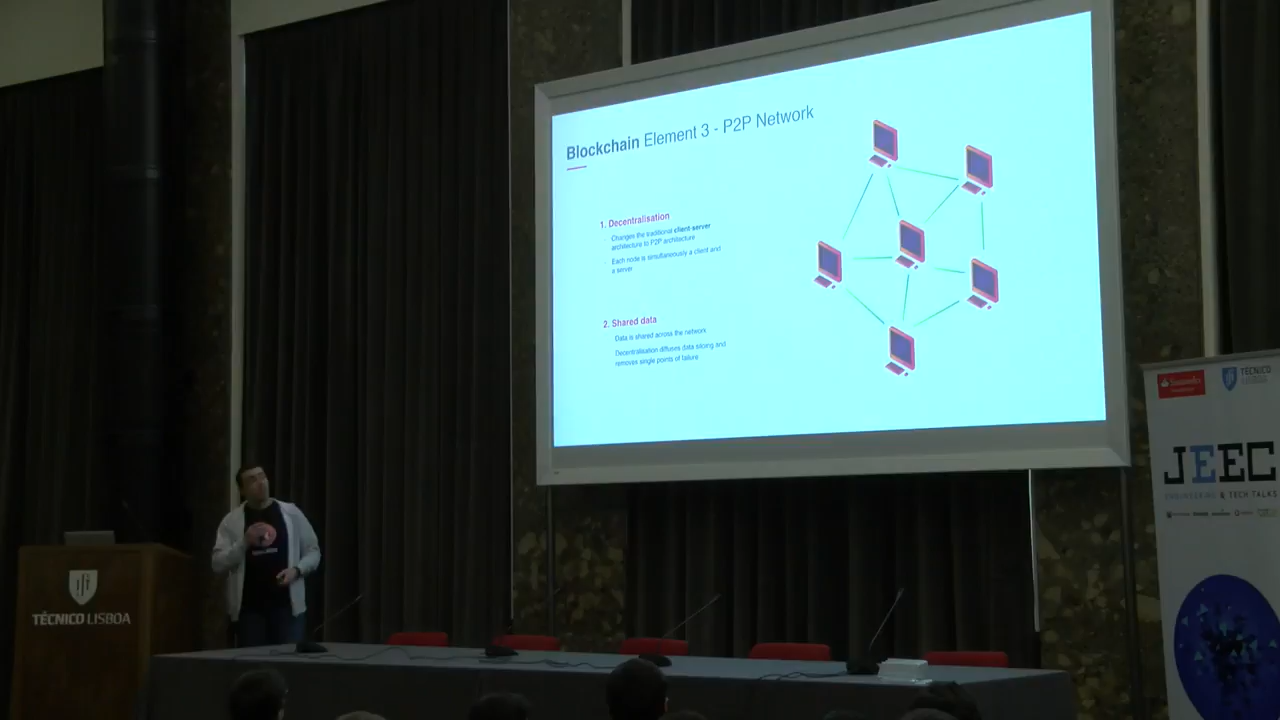 Blockchain Element 3 - P2P Network
1. Decentralisation
Changes the traditional client-server
architecture to P2P architecture
Each node is simultaneously a client and
a server
2. Shared data
Data is shared across the network
Decentralisation diffuses data siloing and
removes single points of failure
TÉCNICO LISBOA
Santander
TÉCNICO
LISBOA
JEEC
ENGINEERING & TECH TALKS